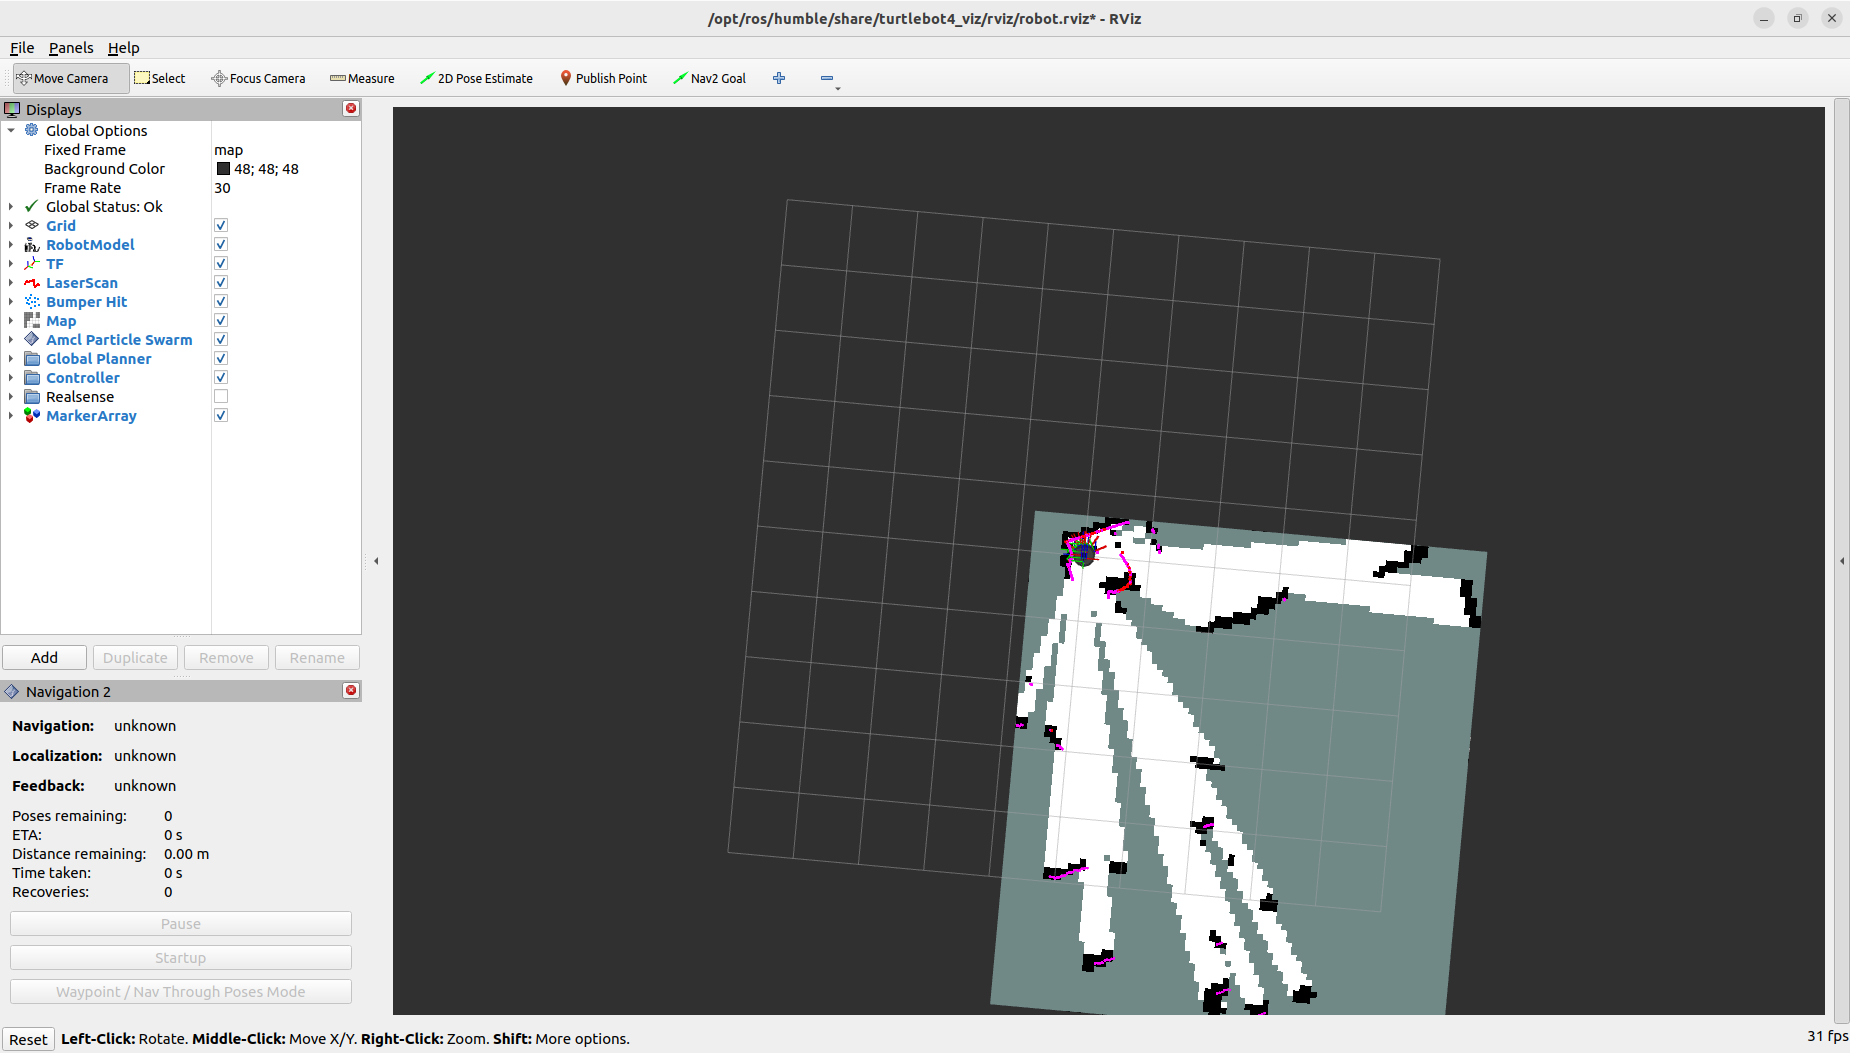 /opt/ros/humble/share/turtlebot4_viz/rviz/robot.rviz* - RViz
File Panels Help
Move Camera Select Focus Camera Measure 2D Pose Estimate Publish Point Nav2 Goal
Displays
Global Options
Fixed Frame map
Background Color 48; 48; 48
Frame Rate 30
Global Status: Ok
Grid
RobotModel
TF
LaserScan
Bumper Hit
Map
Amcl Particle Swarm
Global Planner
Controller
Realsense
MarkerArray
Add Duplicate Remove Rename
Navigation 2
Navigation: unknown
Localization: unknown
Feedback: unknown
Poses remaining: 0
ETA: 0 s
Distance remaining: 0.00 m
Time taken: 0 s
Recoveries: 0
Pause
Startup
Waypoint / Nav Through Poses Mode
Reset Left-Click: Rotate. Middle-Click: Move X/Y. Right-Click: Zoom. Shift: More options. 31 fps